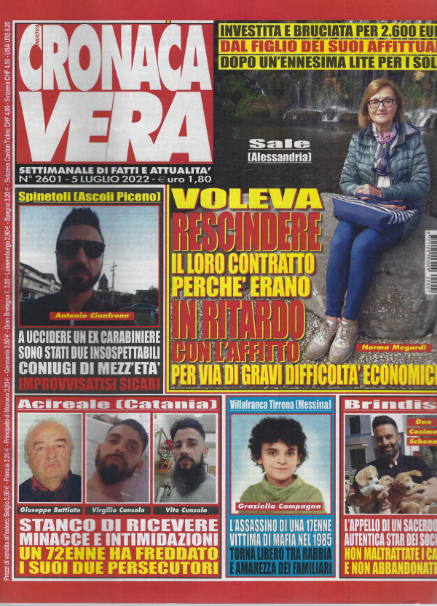 NUOVA
CRONACA
VERA
SETTIMANALE DI FATTI E ATTUALITA'
N° 2601 - 5 LUGLIO 2022 - € uro 1,80
INVESTITA E BRUCIATA PER 2.600 EU
DAL FIGLIO DEI SUOI AFFITTUA
DOPO UN'ENNESIMA LITE PER I SOL
Sale
(Alessandria)
Spinetoli (Ascoli Piceno)
Antonio Cianfrone
A UCCIDERE UN EX CARABINIERE
SONO STATI DUE INSOSPETTABILI
CONIUGI DI MEZZ'ETA'
IMPROVVISATISI SICARI
VOLEVA
RESCINDERE
IL LORO CONTRATTO
PERCHE' ERANO
IN RITARDO
CON L'AFFITTO
Norma Megardi
PER VIA DI GRAVI DIFFICOLTA' ECONOMIC
Acireale (Catania)
Giuseppe Battiato
Virgilio Cunsolo
Vito Cunsolo
STANCO DI RICEVERE
MINACCE E INTIMIDAZIONI
UN 72ENNE HA FREDDATO
I SUOI DUE PERSECUTORI
Villafranca Tirrena (Messina)
Graziella Campagna
L'ASSASSINO DI UNA 17ENNE
VITTIMA DI MAFIA NEL 1985
TORNA LIBERO TRA RABBIA
E AMAREZZA DEI FAMILIARI
Brindis
Don
Cosimo
Schena
L'APPELLO DI UN SACERDO
AUTENTICA STAR DEI SOCI
NON MALTRATTATE I CA
E NON ABBANDONATE